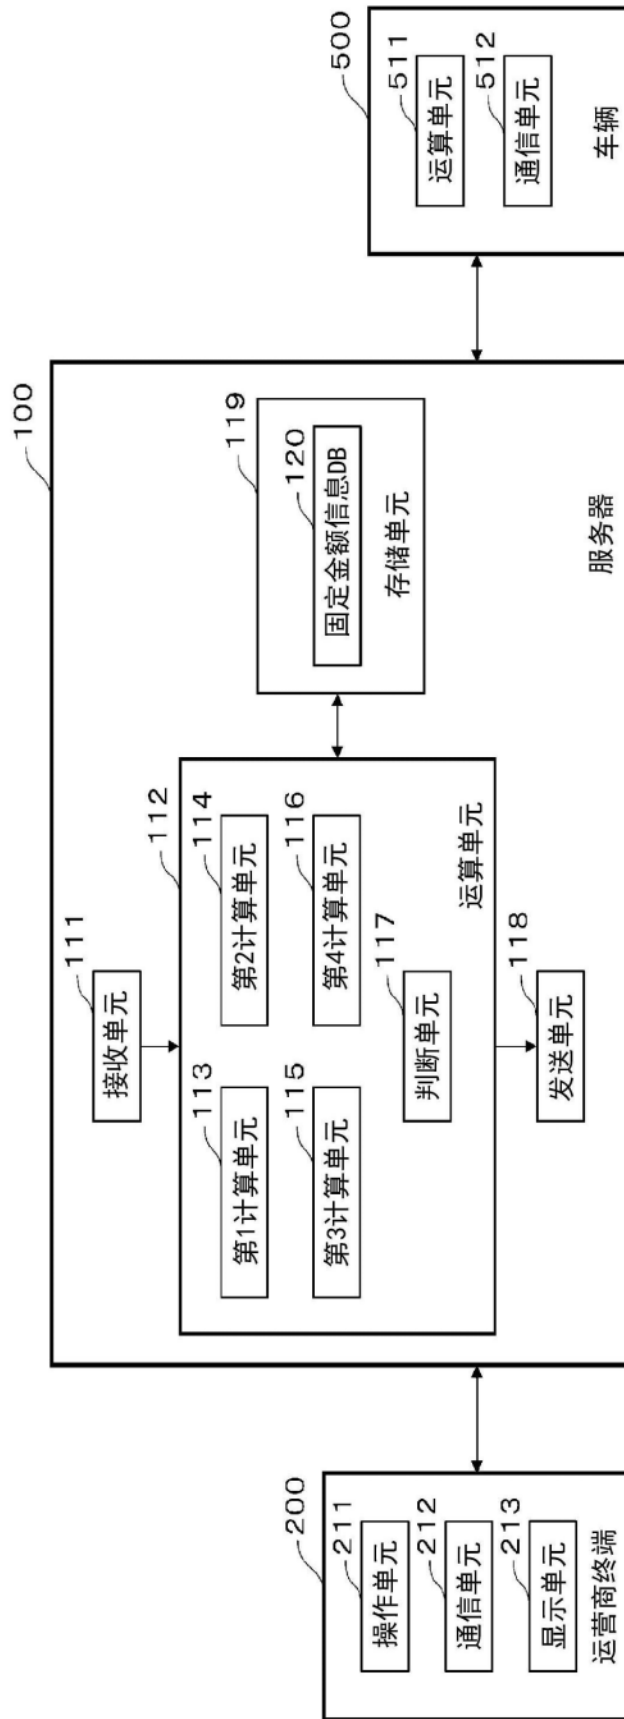 100
200
211
操作单元
212
通信单元
213
显示单元
运营商终端
111
接收单元
112
113
第1计算单元
114
第2计算单元
115
第3计算单元
116
第4计算单元
117
判断单元
运算单元
118
发送单元
119
120
固定金额信息DB
存储单元
服务器
500
511
运算单元
512
通信单元
车辆